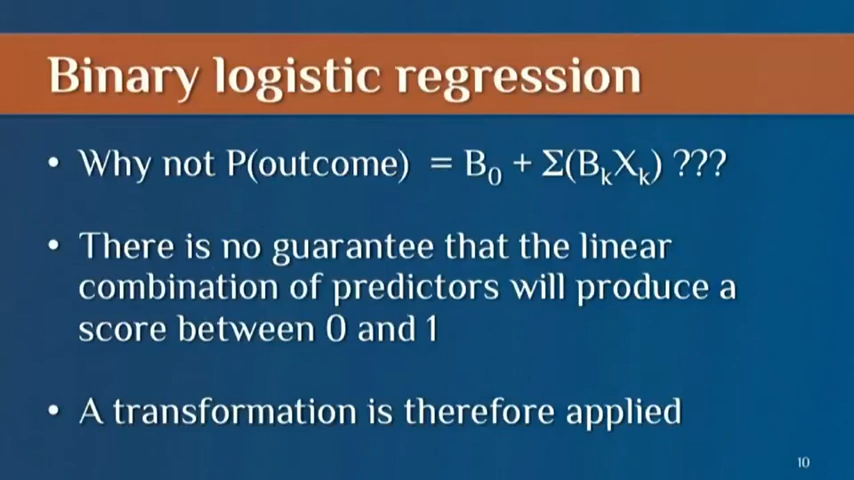 Binary logistic regression
• Why not P(outcome) = B₀ + Σ(BₖXₖ) ???
• There is no guarantee that the linear
combination of predictors will produce a
score between 0 and 1
• A transformation is therefore applied
10